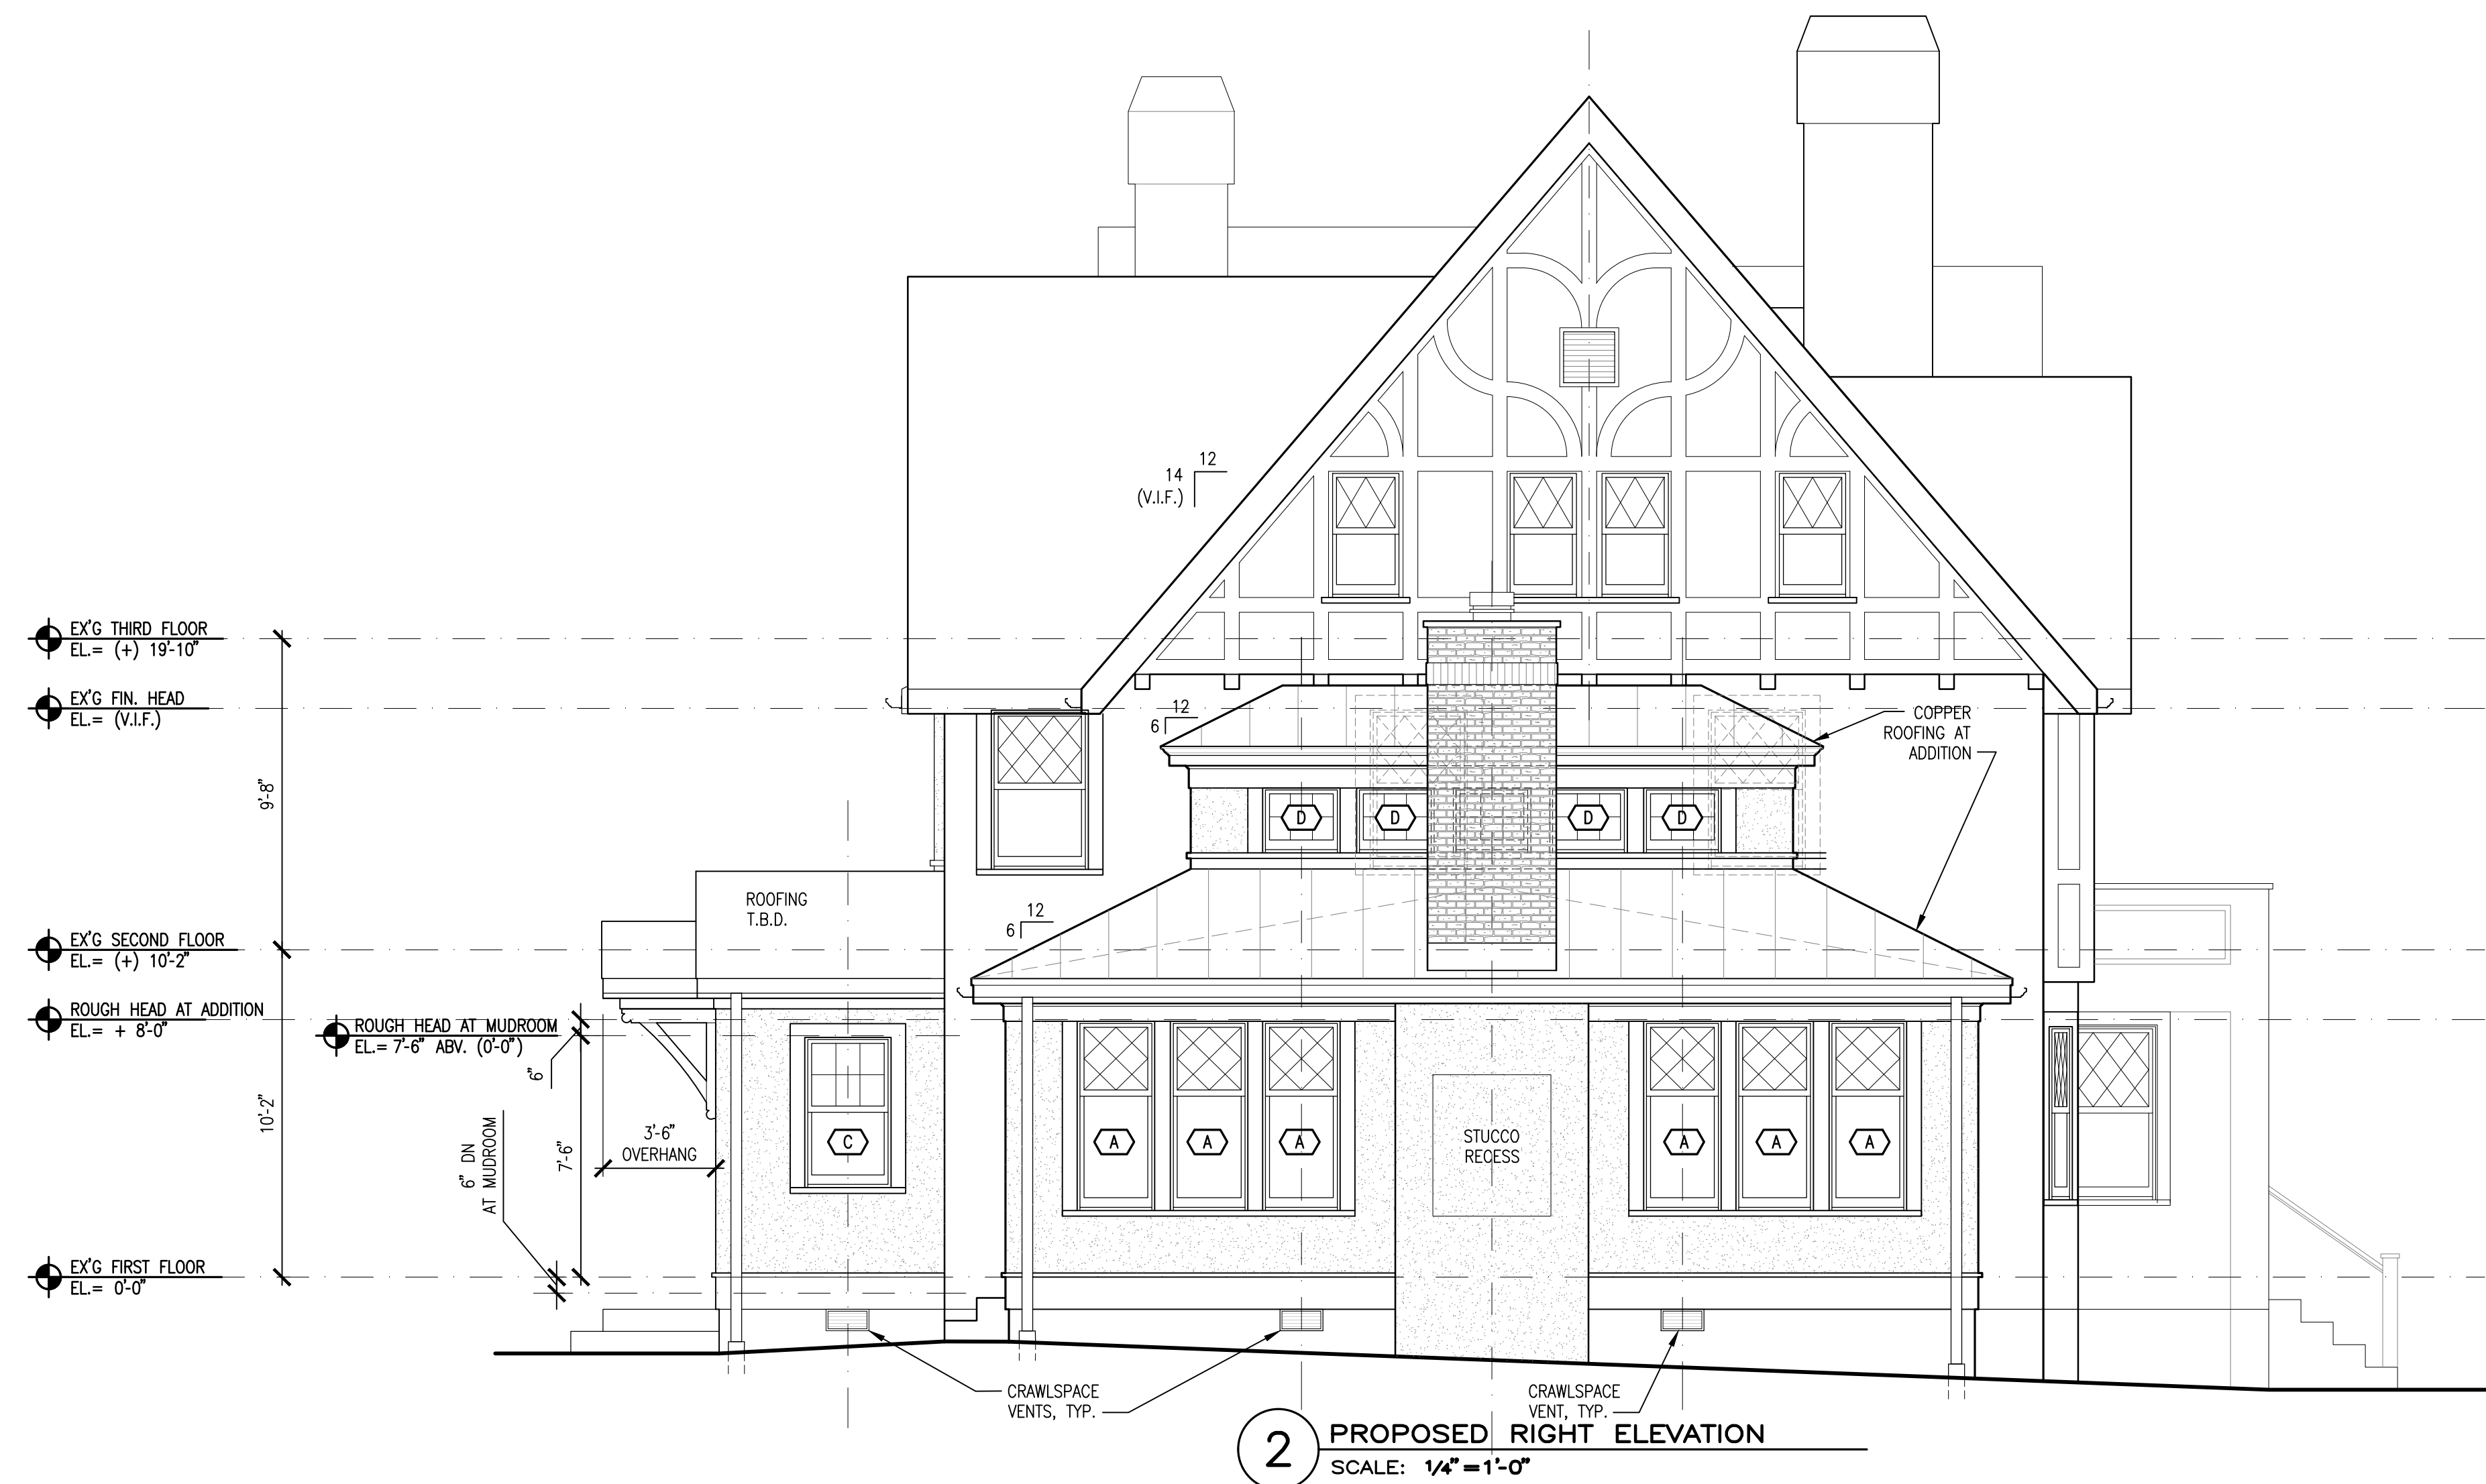 12
14
(V.I.F.)
EX'G THIRD FLOOR
EL.= (+) 19'-10"
EX'G FIN. HEAD
EL.= (V.I.F.)
12
6
COPPER
ROOFING AT
ADDITION
9'-8"
D
D
D
D
ROOFING
T.B.D.
12
6
EX'G SECOND FLOOR
EL.= (+) 10'-2"
ROUGH HEAD AT ADDITION
EL.= + 8'-0"
ROUGH HEAD AT MUDROOM
EL.= 7'-6" ABV. (0'-0")
6"
10'-2"
6" DN
AT MUDROOM
7'-6"
3'-6"
OVERHANG
C
A
A
A
STUCCO
RECESS
A
A
A
EX'G FIRST FLOOR
EL.= 0'-0"
CRAWLSPACE
VENTS, TYP.
CRAWLSPACE
VENT, TYP.
2
PROPOSED RIGHT ELEVATION
SCALE: 1/4"=1'-0"